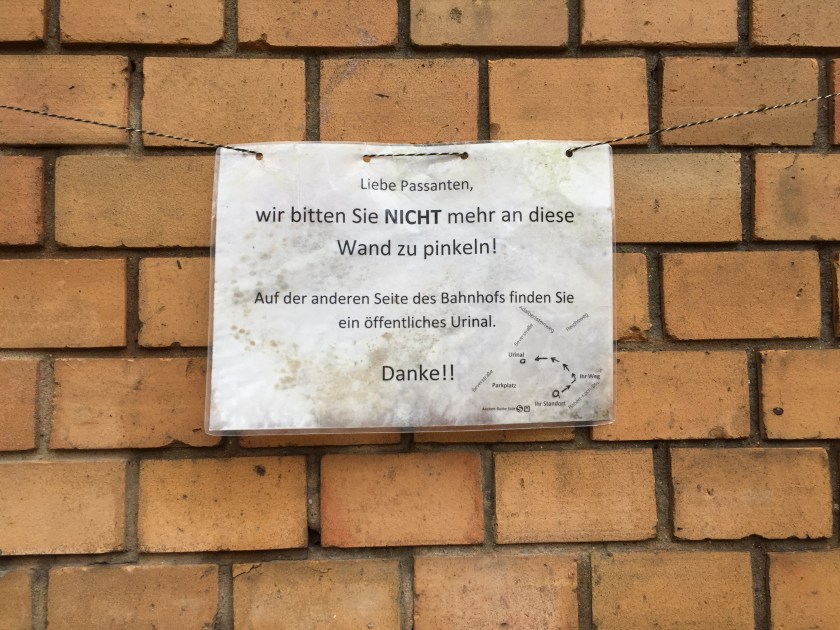 Liebe Passanten,
wir bitten Sie NICHT mehr an diese
Wand zu pinkeln!
Auf der anderen Seite des Bahnhofs finden Sie
ein öffentliches Urinal.
Danke!!
Urinal
Ihr Weg
Parkplatz
Ihr Standort